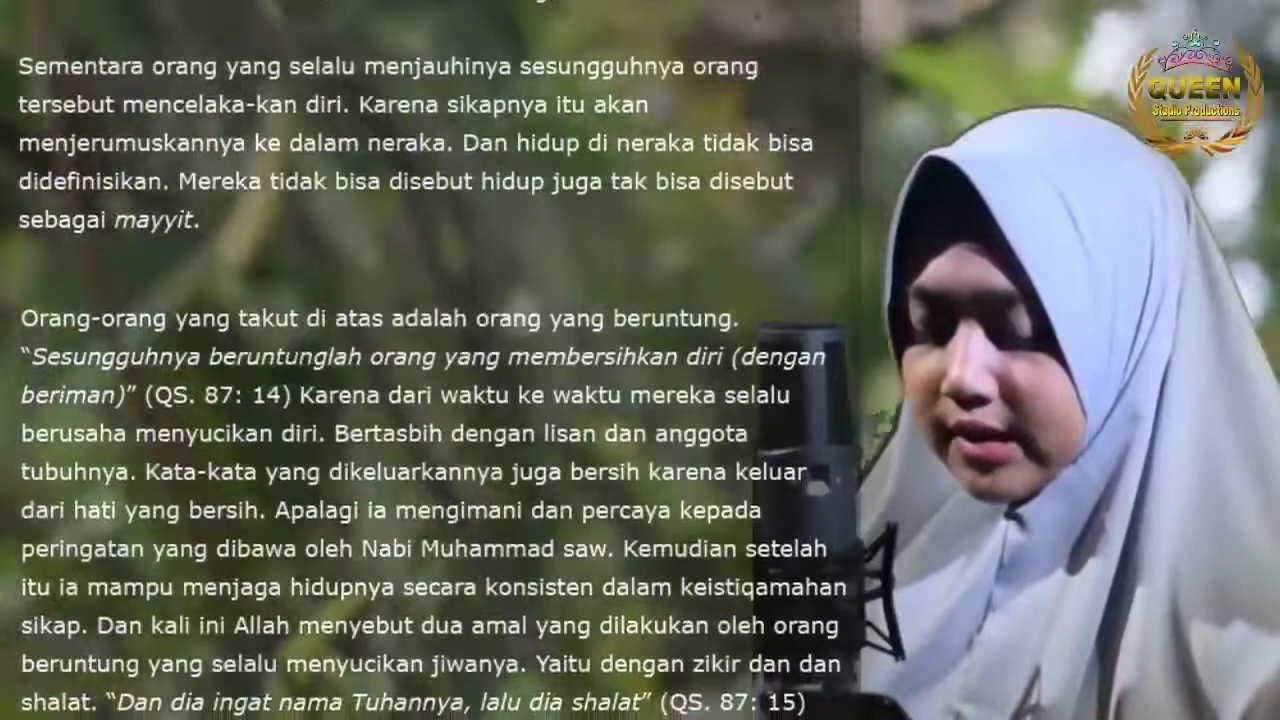 Sementara orang yang selalu menjauhinya sesungguhnya orang
tersebut mencelaka-kan diri. Karena sikapnya itu akan
menjerumuskannya ke dalam neraka. Dan hidup di neraka tidak bisa
didefinisikan. Mereka tidak bisa disebut hidup juga tak bisa disebut
sebagai mayyit.
Orang-orang yang takut di atas adalah orang yang beruntung.
“Sesungguhnya beruntunglah orang yang membersihkan diri (dengan
beriman)” (QS. 87: 14) Karena dari waktu ke waktu mereka selalu
berusaha menyucikan diri. Bertasbih dengan lisan dan anggota
tubuhnya. Kata-kata yang dikeluarkannya juga bersih karena keluar
dari hati yang bersih. Apalagi ia mengimani dan percaya kepada
peringatan yang dibawa oleh Nabi Muhammad saw. Kemudian setelah
itu ia mampu menjaga hidupnya secara konsisten dalam keistiqamahan
sikap. Dan kali ini Allah menyebut dua amal yang dilakukan oleh orang
beruntung yang selalu menyucikan jiwanya. Yaitu dengan zikir dan dan
shalat. “Dan dia ingat nama Tuhannya, lalu dia shalat” (QS. 87: 15)
QUEEN
Studio Productions